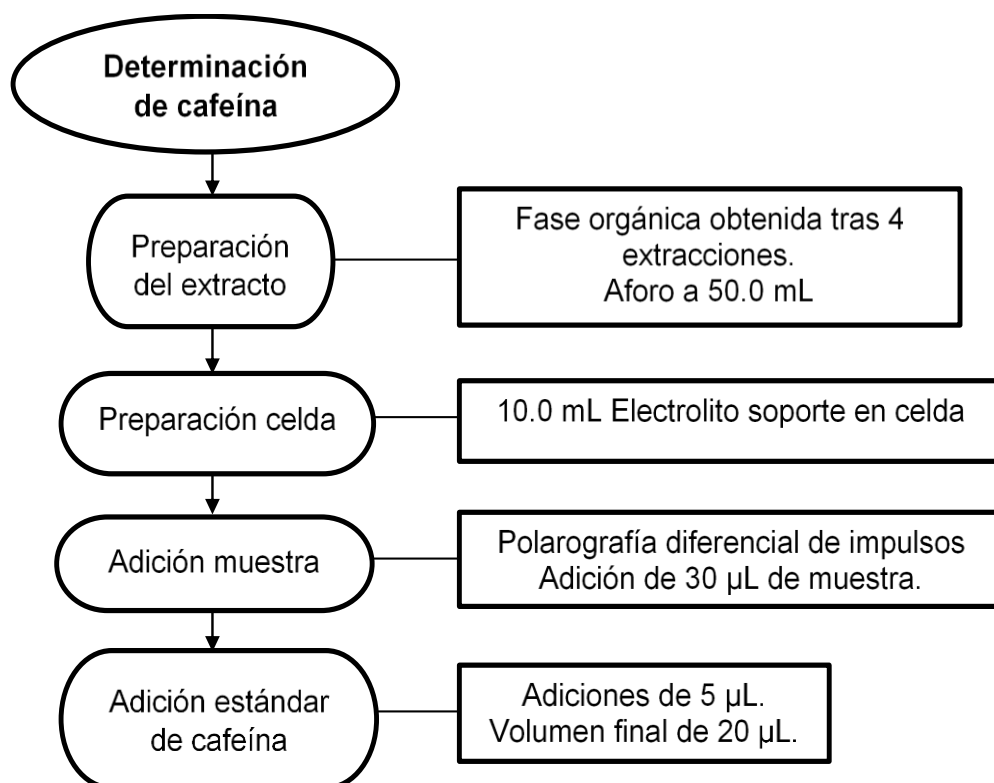 Determinación
de cafeína
Preparación
del extracto
Fase orgánica obtenida tras 4
extracciones.
Aforo a 50.0 mL
Preparación celda
10.0 mL Electrolito soporte en celda
Adición muestra
Polarografía diferencial de impulsos
Adición de 30 µL de muestra.
Adición estándar
de cafeína
Adiciones de 5 µL.
Volumen final de 20 µL.